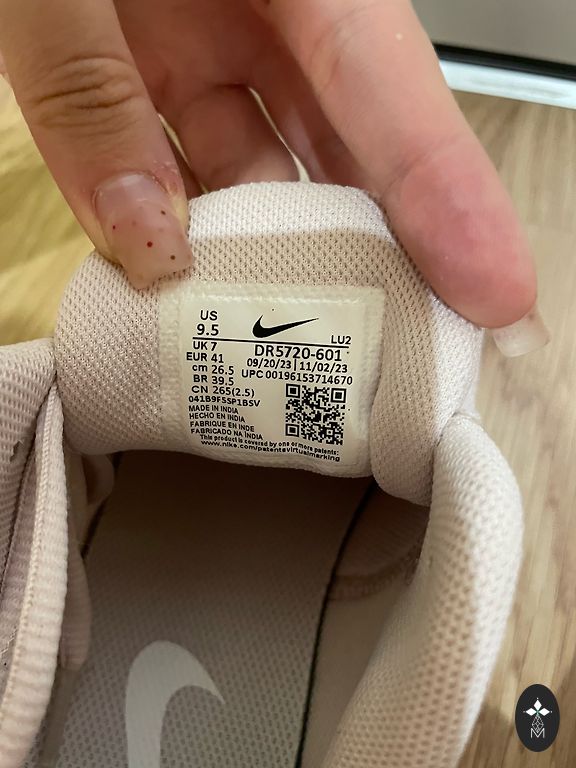 US
9.5
LU2
UK 7
DR5720-601
EUR 41
09/20/23 | 11/02/23
cm 26.5
UPC 00196153714670
BR 39.5
CN 265(2.5)
041B9F5SP1BSV
MADE IN INDIA
HECHO EN INDIA
FABRIQUE EN INDE
FABRICADO NA ÍNDIA
This product is covered by one or more patents:
www.nike.com/patentsvirtualmarking
M